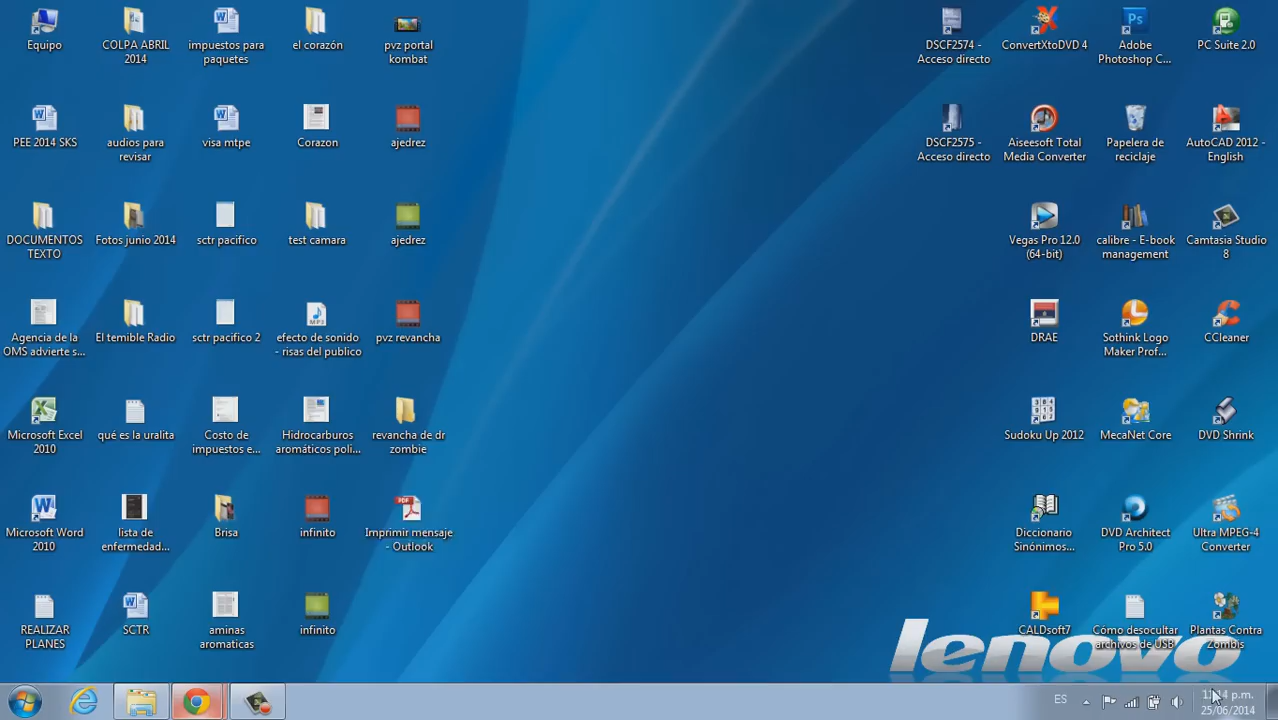 Equipo
COLPA ABRIL
2014
impuestos para
paquetes
el corazón
pvz portal
kombat
DSCF2574 -
Acceso directo
ConvertXtoDVD 4
Adobe
Photoshop C...
PC Suite 2.0
PEE 2014 SKS
audios para
revisar
visa mtpe
Corazon
ajedrez
DSCF2575 -
Acceso directo
Aiseesoft Total
Media Converter
Papelera de
reciclaje
AutoCAD 2012 -
English
DOCUMENTOS
TEXTO
Fotos junio 2014
sctr pacifico
test camara
ajedrez
Vegas Pro 12.0
(64-bit)
calibre - E-book
management
Camtasia Studio
8
Agencia de la
OMS advierte s...
El temible Radio
sctr pacifico 2
efecto de sonido
- risas del publico
pvz revancha
DRAE
Sothink Logo
Maker Prof...
CCleaner
Microsoft Excel
2010
qué es la uralita
Costo de
impuestos e...
Hidrocarburos
aromáticos poli...
revancha de dr
zombie
Sudoku Up 2012
MecaNet Core
DVD Shrink
Microsoft Word
2010
lista de
enfermedad...
Brisa
infinito
Imprimir mensaje
- Outlook
Diccionario
Sinónimos...
DVD Architect
Pro 5.0
Ultra MPEG-4
Converter
REALIZAR
PLANES
SCTR
aminas
aromaticas
infinito
CALDsoft7
Cómo desocultar
archivos de USB
Plantas Contra
Zombis
lenovo
ES
p.m.
25/06/2014